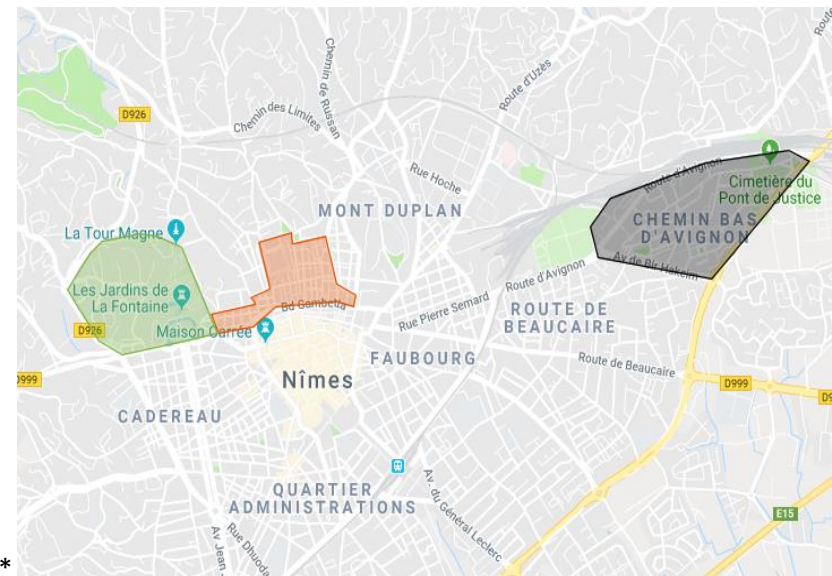 D926
Chemin des Limites
Chemin de Russan
Route d'Uzès
Rue Hoche
MONT DUPLAN
La Tour Magne
Les Jardins de
La Fontaine
D926
Maison Carrée
Bd Gambetta
Nîmes
Rue Pierre Semard
Route d'Avignon
Route d'Avignon
Cimetière du
Pont de Justice
CHEMIN BAS
D'AVIGNON
Av de Bir Hakeim
ROUTE DE
BEAUCAIRE
FAUBOURG
Route de Beaucaire
D999
D999
CADEREAU
QUARTIER
ADMINISTRATIONS
Av. du Général Leclerc
Rue Dhuoda
Av Jean
E15
*